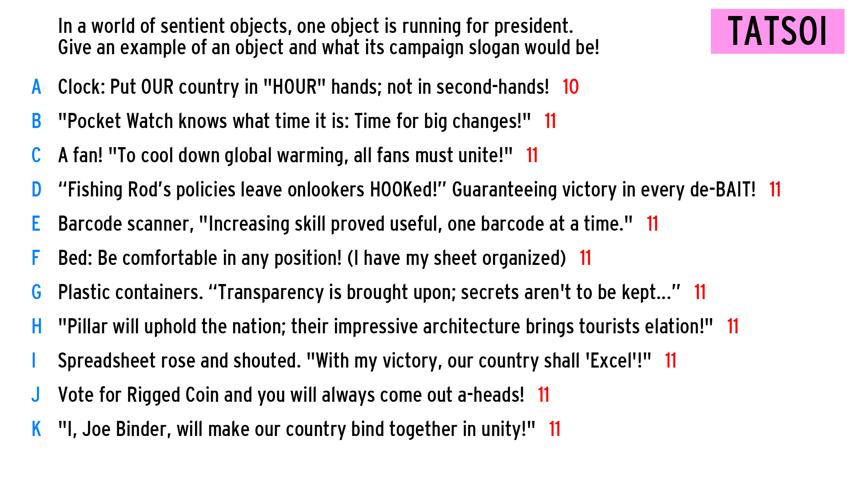 In a world of sentient objects, one object is running for president.
Give an example of an object and what its campaign slogan would be!
TATSOI
A Clock: Put OUR country in "HOUR" hands; not in second-hands! 10
B "Pocket Watch knows what time it is: Time for big changes!" 11
C A fan! "To cool down global warming, all fans must unite!" 11
D “Fishing Rod’s policies leave onlookers HOOKed!” Guaranteeing victory in every de-BAIT! 11
E Barcode scanner, "Increasing skill proved useful, one barcode at a time." 11
F Bed: Be comfortable in any position! (I have my sheet organized) 11
G Plastic containers. “Transparency is brought upon; secrets aren't to be kept...” 11
H "Pillar will uphold the nation; their impressive architecture brings tourists elation!" 11
I Spreadsheet rose and shouted. "With my victory, our country shall 'Excel'!" 11
J Vote for Rigged Coin and you will always come out a-heads! 11
K "I, Joe Binder, will make our country bind together in unity!" 11